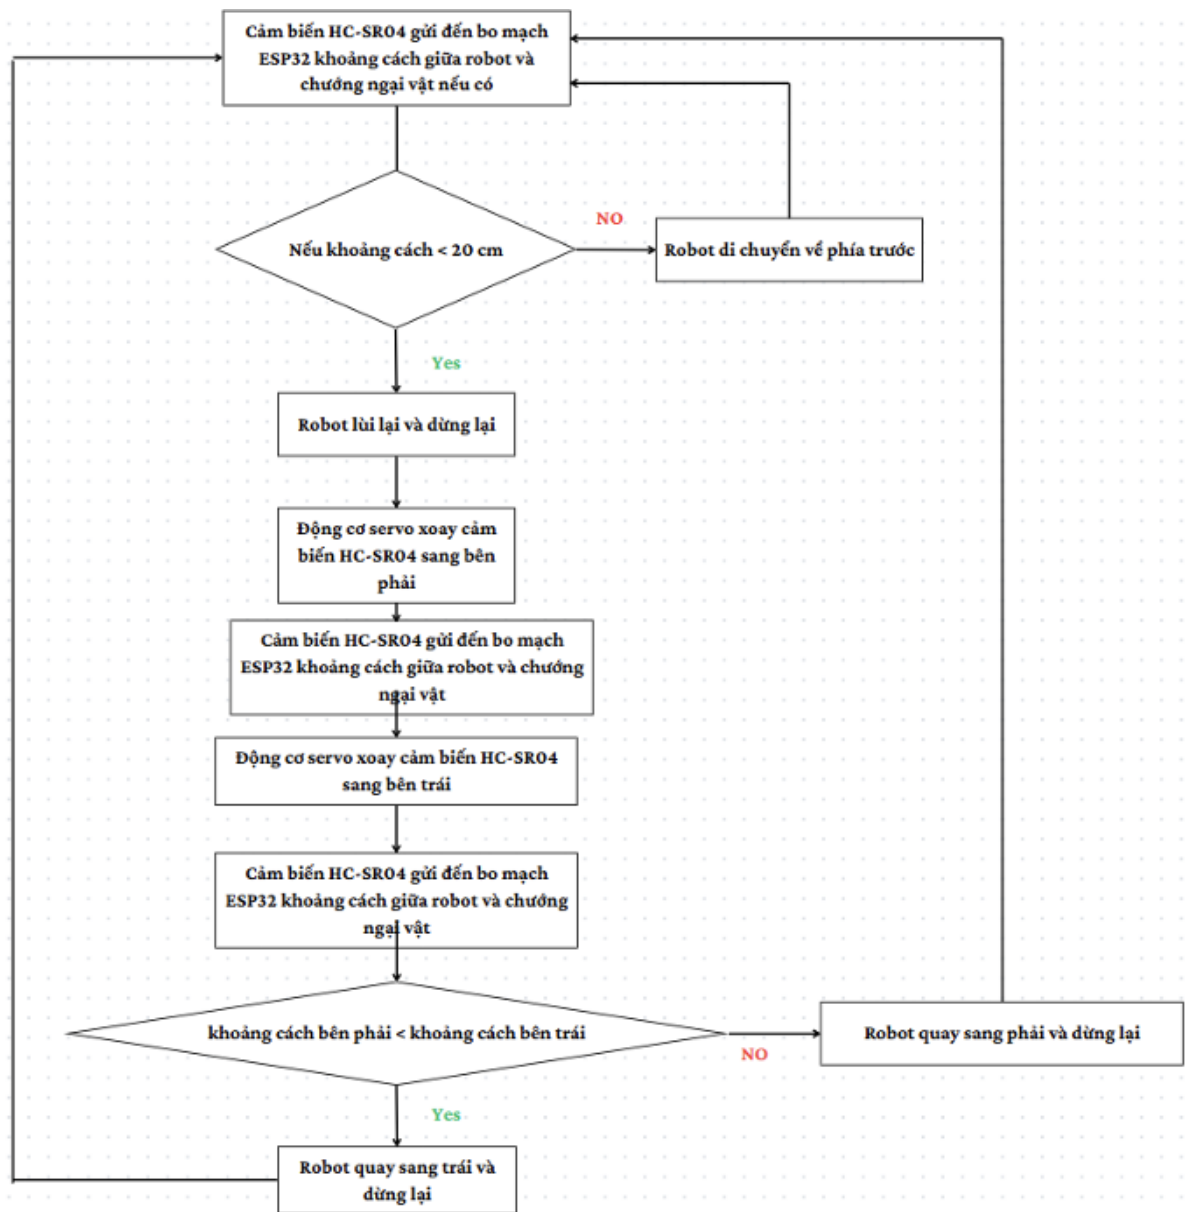 Cảm biến HC-SR04 gửi đến bo mạch
ESP32 khoảng cách giữa robot và
chướng ngại vật nếu có
Nếu khoảng cách < 20 cm
NO
Robot di chuyển về phía trước
Yes
Robot lùi lại và dừng lại
Động cơ servo xoay cảm
biến HC-SR04 sang bên
phải
Cảm biến HC-SR04 gửi đến bo mạch
ESP32 khoảng cách giữa robot và chướng
ngại vật
Động cơ servo xoay cảm biến HC-SR04
sang bên trái
Cảm biến HC-SR04 gửi đến bo mạch
ESP32 khoảng cách giữa robot và chướng
ngại vật
khoảng cách bên phải < khoảng cách bên trái
NO
Robot quay sang phải và dừng lại
Yes
Robot quay sang trái và
dừng lại